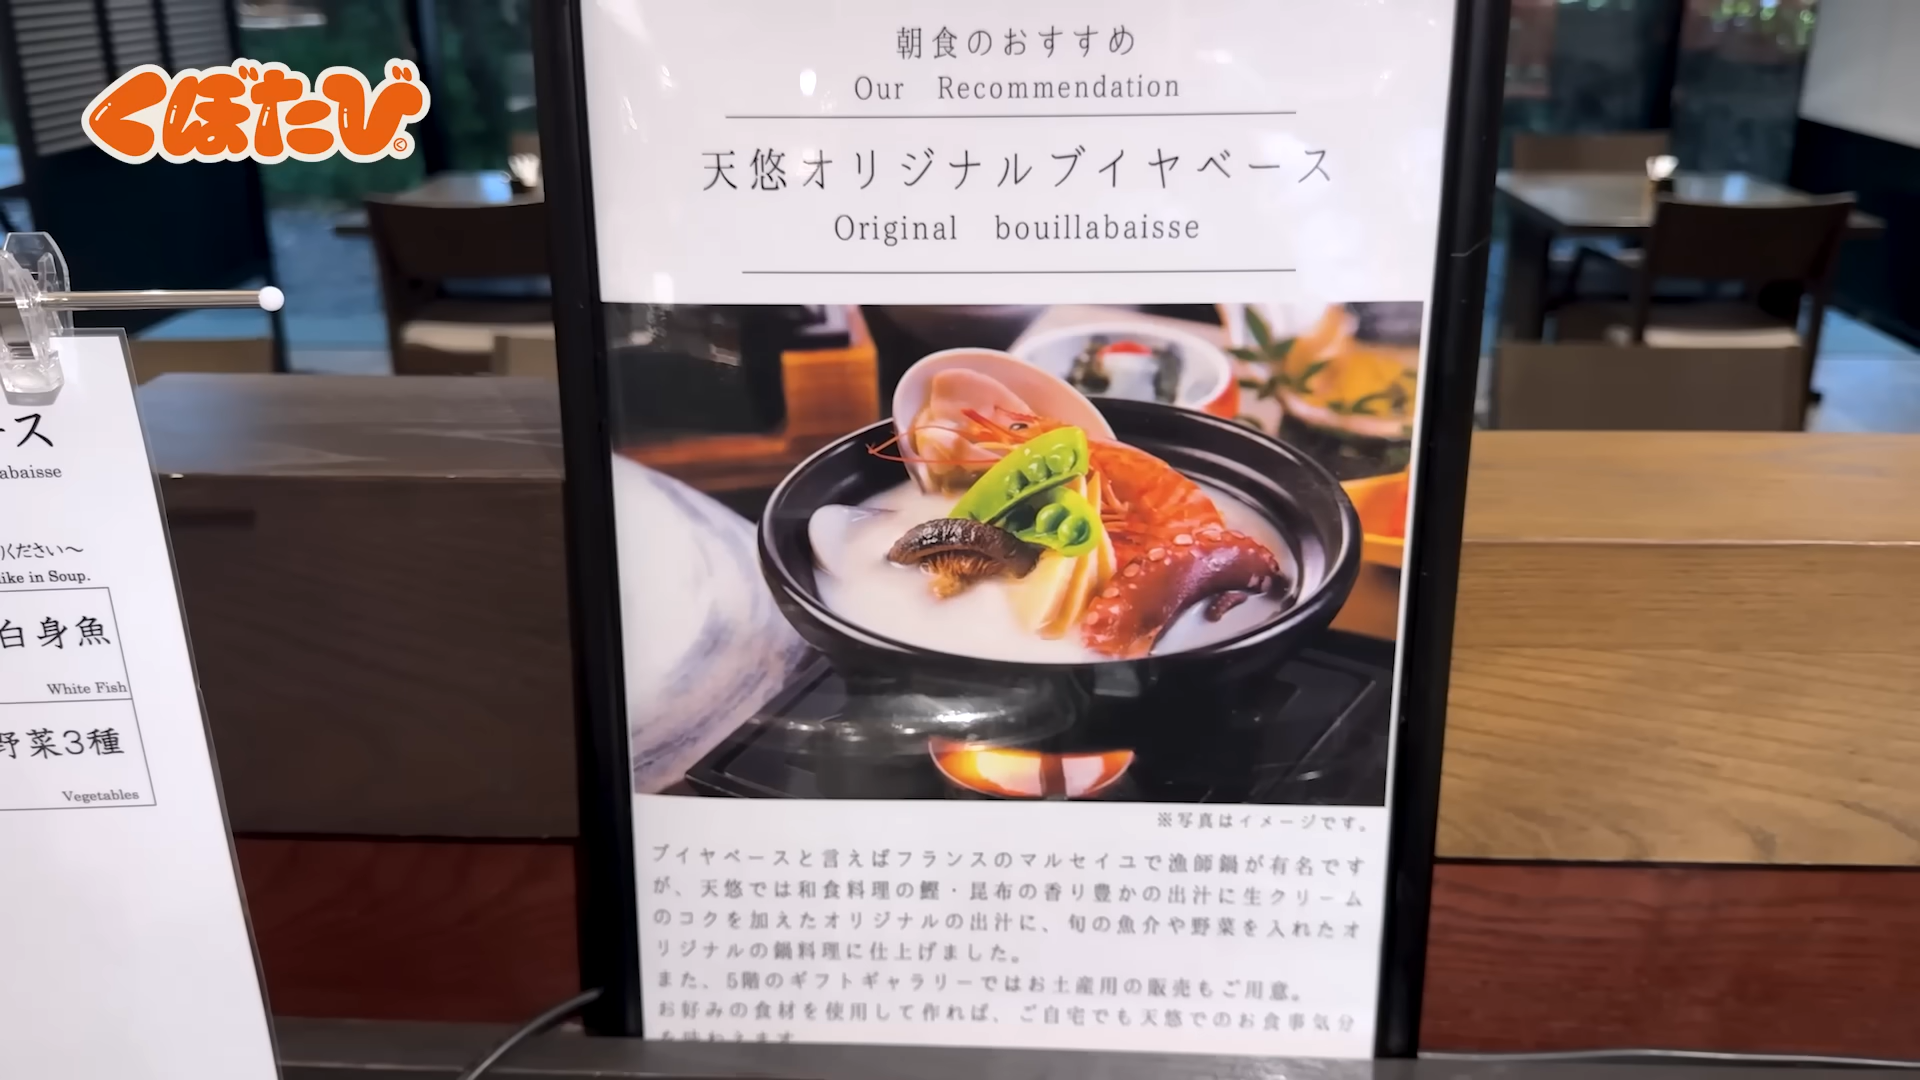 くぼたび
朝食のおすすめ
Our Recommendation
天悠オリジナルブイヤベース
Original bouillabaisse
※写真はイメージです。
ブイヤベースと言えばフランスのマルセイユで漁師鍋が有名です
が、天悠では和食料理の鰹・昆布の香り豊かの出汁に生クリーム
のコクを加えたオリジナルの出汁に、旬の魚介や野菜を入れたオ
リジナルの鍋料理に仕上げました。
また、5階のギフトギャラリーではお土産用の販売もご用意。
お好みの食材を使用して作れば、ご自宅でも天悠でのお食事気分
ース
abaisse
ください〜
like in Soup.
白身魚
White Fish
野菜3種
Vegetables